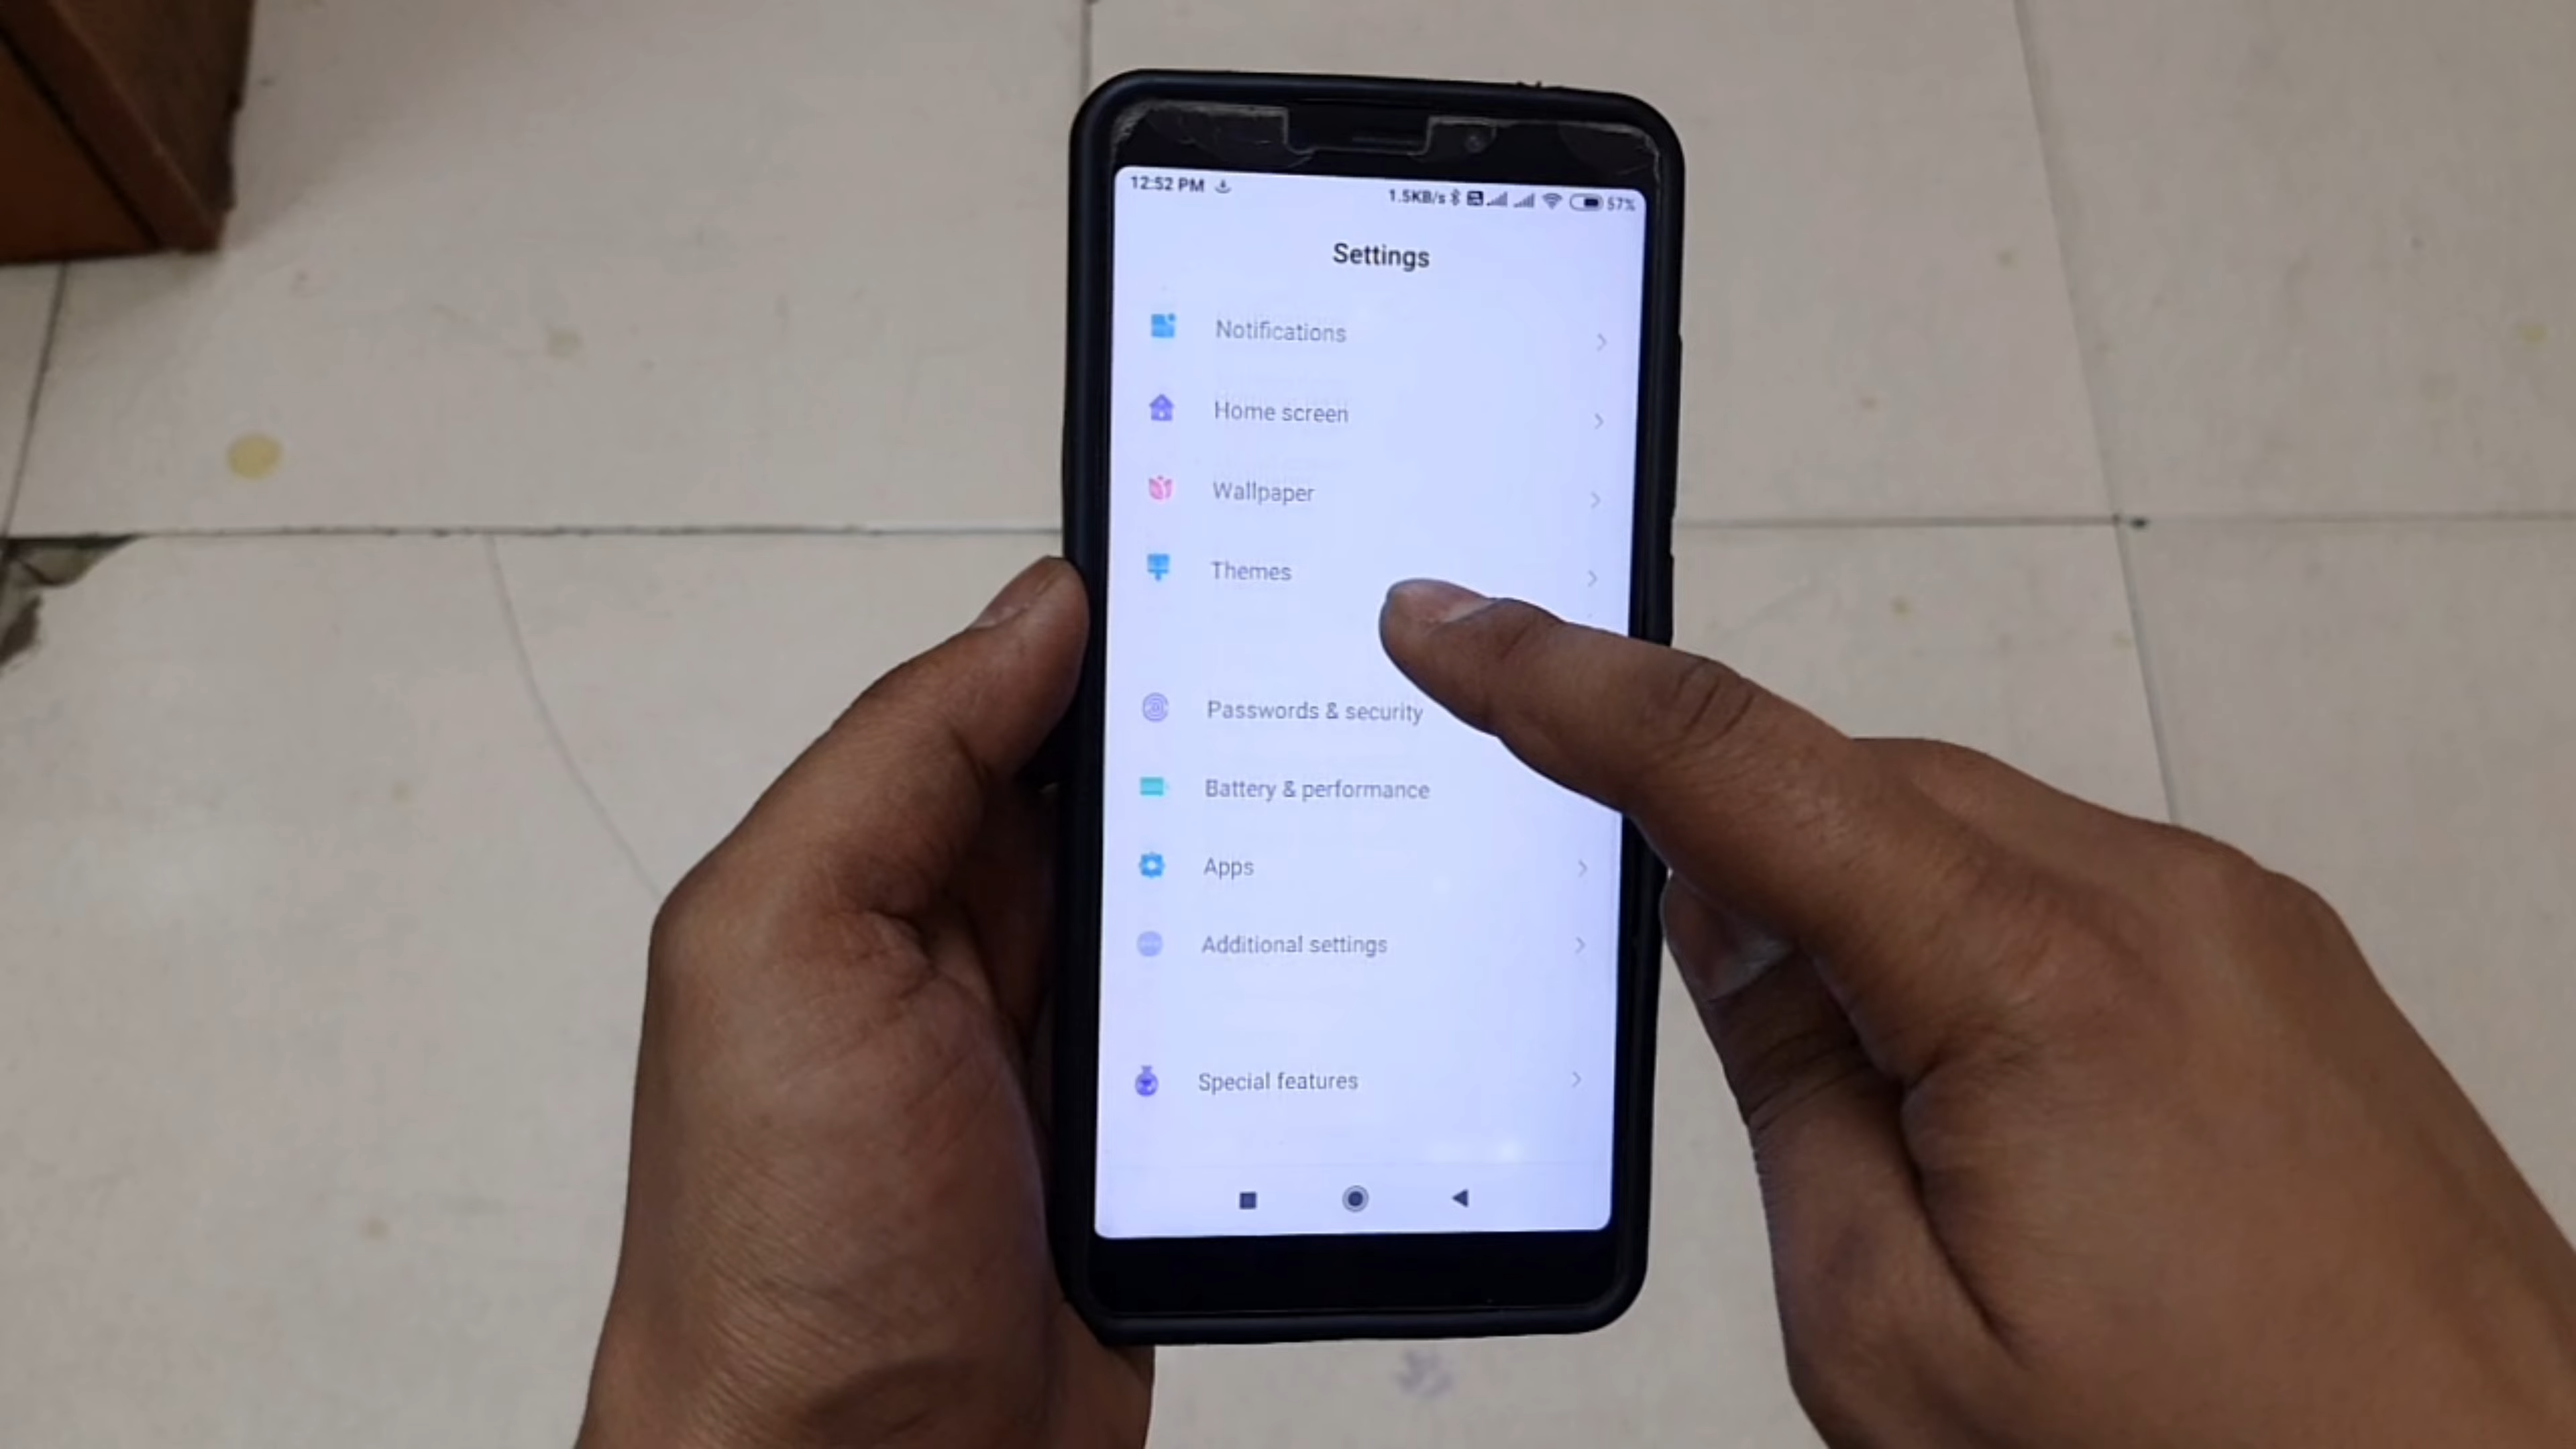 12:52 PM 1.5KB/s 57%
Settings
Notifications
Home screen
Wallpaper
Themes
Passwords & security
Battery & performance
Apps
Additional settings
Special features